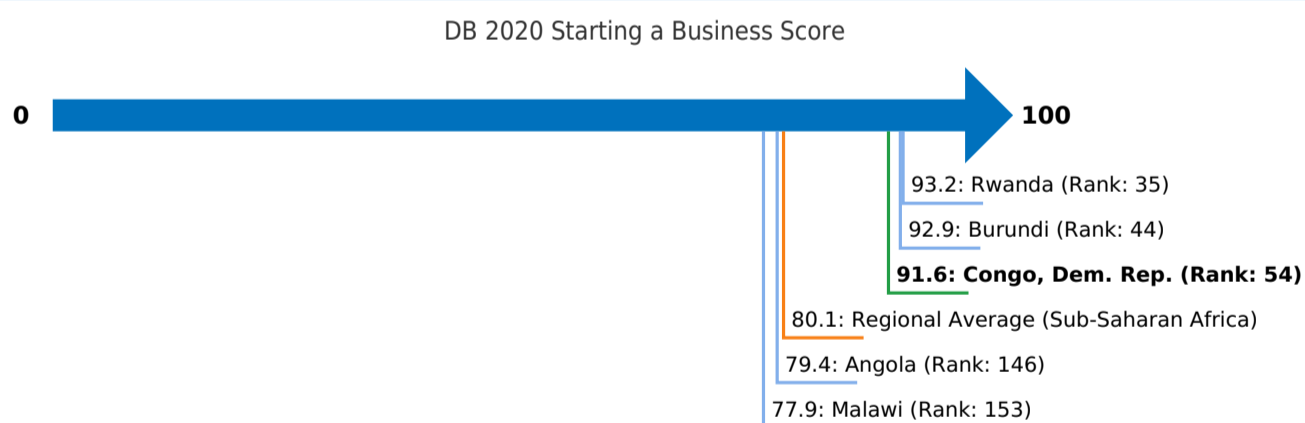 DB 2020 Starting a Business Score
0
100
93.2: Rwanda (Rank: 35)
92.9: Burundi (Rank: 44)
91.6: Congo, Dem. Rep. (Rank: 54)
80.1: Regional Average (Sub-Saharan Africa)
79.4: Angola (Rank: 146)
77.9: Malawi (Rank: 153)